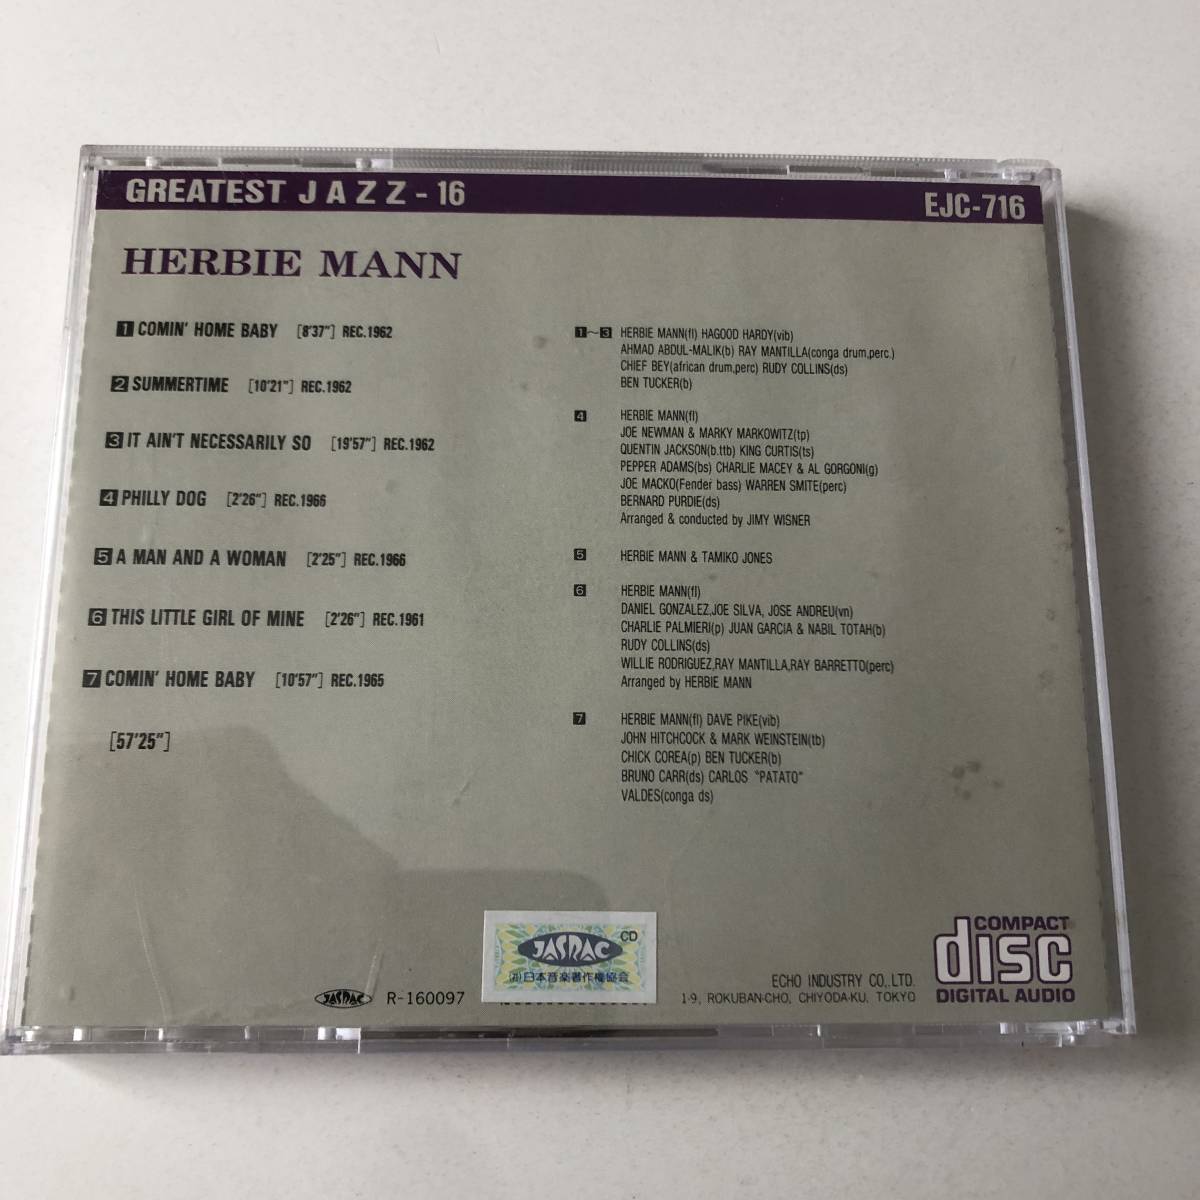 GREATEST JAZZ - 16
EJC-716
HERBIE MANN
1 COMIN' HOME BABY [8'37"] REC.1962
2 SUMMERTIME [10'21"] REC.1962
3 IT AIN'T NECESSARILY SO [19'57"] REC.1962
4 PHILLY DOG [2'26"] REC.1966
5 A MAN AND A WOMAN [2'25"] REC.1966
6 THIS LITTLE GIRL OF MINE [2'26"] REC.1961
7 COMIN' HOME BABY [10'57"] REC.1965
[57'25"]
1~3 HERBIE MANN(fl) HAGOOD HARDY(vib)
AHMAD ABDUL-MALIK(b) RAY MANTILLA(conga drum,perc.)
CHIEF BEY(african drum,perc) RUDY COLLINS(ds)
BEN TUCKER(b)
4 HERBIE MANN(fl)
JOE NEWMAN & MARKY MARKOWITZ(tp)
QUENTIN JACKSON(b.ttb) KING CURTIS(ts)
PEPPER ADAMS(bs) CHARLIE MACEY & AL GORGONI(g)
JOE MACKO(Fender bass) WARREN SMITE(perc)
BERNARD PURDIE(ds)
Arranged & conducted by JIMY WISNER
5 HERBIE MANN & TAMIKO JONES
6 HERBIE MANN(fl)
DANIEL GONZALEZ,JOE SILVA, JOSE ANDREU(vn)
CHARLIE PALMIERI(p) JUAN GARCIA & NABIL TOTAH(b)
RUDY COLLINS(ds)
WILLIE RODRIGUEZ,RAY MANTILLA,RAY BARRETTO(perc)
Arranged by HERBIE MANN
7 HERBIE MANN(fl) DAVE PIKE(vib)
JOHN HITCHCOCK & MARK WEINSTEIN(tb)
CHICK COREA(p) BEN TUCKER(b)
BRUNO CARR(ds) CARLOS "PATATO"
VALDES(conga ds)
JASRAC CD
(社)日本音楽著作権協会
JASRAC R-160097
ECHO INDUSTRY CO.,LTD.
1-9, ROKUBAN-CHO, CHIYODA-KU, TOKYO
COMPACT
disc
DIGITAL AUDIO